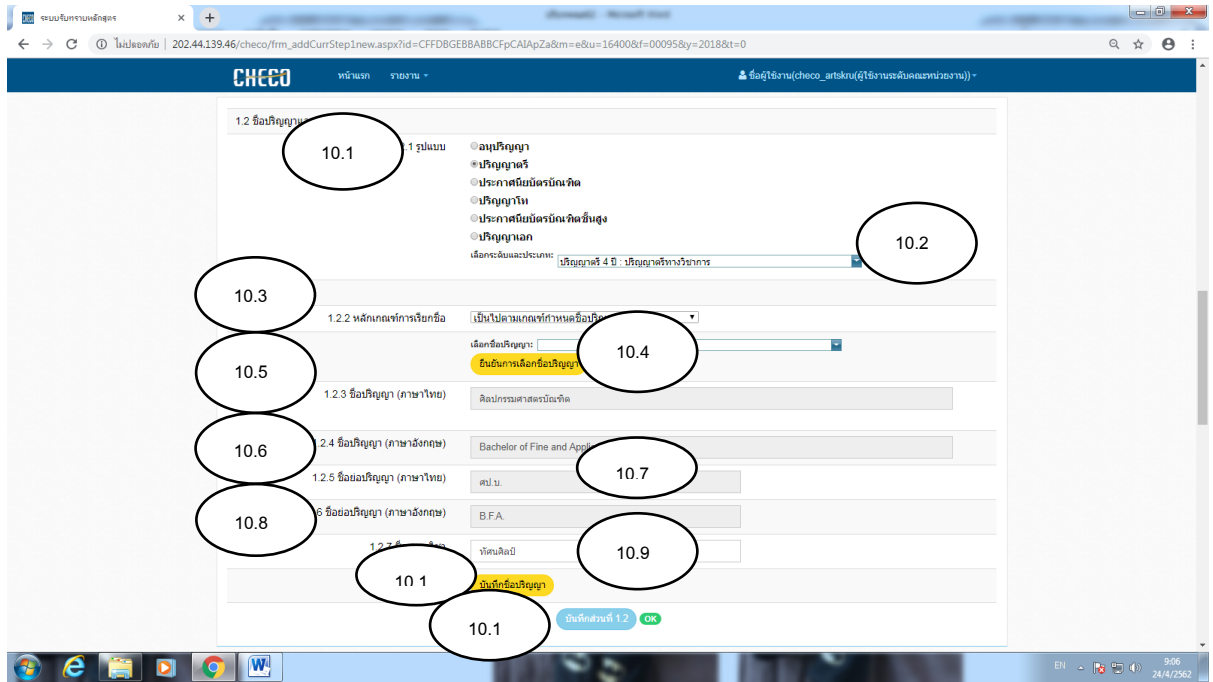 ระบบรับทราบหลักสูตร
ไม่ปลอดภัย | 202.44.139.46/checo/frm_addCurrStep1new.aspx?id=CFFDBGEBBABBCFpCAIApZa&m=e&u=16400&f=00095&y=2018&t=0
CHECO หน้าแรก รายงาน ชื่อผู้ใช้งาน(checo_artskru(ผู้ใช้งานระดับคณะหน่วยงาน))
1.2 ชื่อปริญญา
10.1 .1 รูปแบบ อนุปริญญา
ปริญญาตรี
ประกาศนียบัตรบัณฑิต
ปริญญาโท
ประกาศนียบัตรบัณฑิตชั้นสูง
ปริญญาเอก
10.2
เลือกระดับและประเภท: ปริญญาตรี 4 ปี : ปริญญาตรีทางวิชาการ
10.3
1.2.2 หลักเกณฑ์การเรียกชื่อ เป็นไปตามเกณฑ์กำหนดชื่อปริ
เลือกชื่อปริญญา: 10.4
10.5 ยืนยันการเลือกชื่อปริญญา
1.2.3 ชื่อปริญญา (ภาษาไทย) ศิลปกรรมศาสตรบัณฑิต
10.6 .2.4 ชื่อปริญญา (ภาษาอังกฤษ) Bachelor of Fine and Appli
10.7
1.2.5 ชื่อย่อปริญญา (ภาษาไทย) ศป.บ.
10.8 6 ชื่อย่อปริญญา (ภาษาอังกฤษ) B.F.A.
1.2.7 ทัศนศิลป์ 10.9
10.1 บันทึกชื่อปริญญา
10.1 บันทึกส่วนที่ 1.2 OK
EN 9:06
24/4/2562